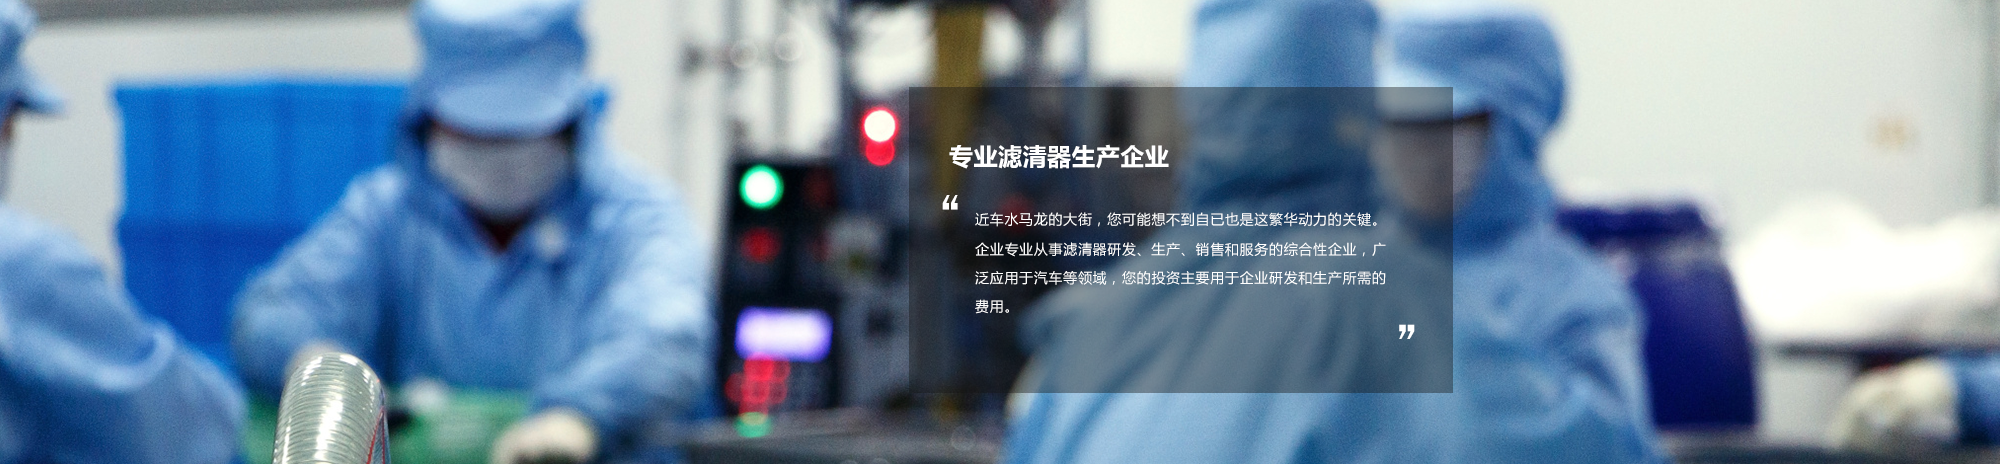 专业滤清器生产企业
“
近车水马龙的大街，您可能想不到自已也是这繁华动力的关键。
企业专业从事滤清器研发、生产、销售和服务的综合性企业，广
泛应用于汽车等领域，您的投资主要用于企业研发和生产所需的
费用。
”